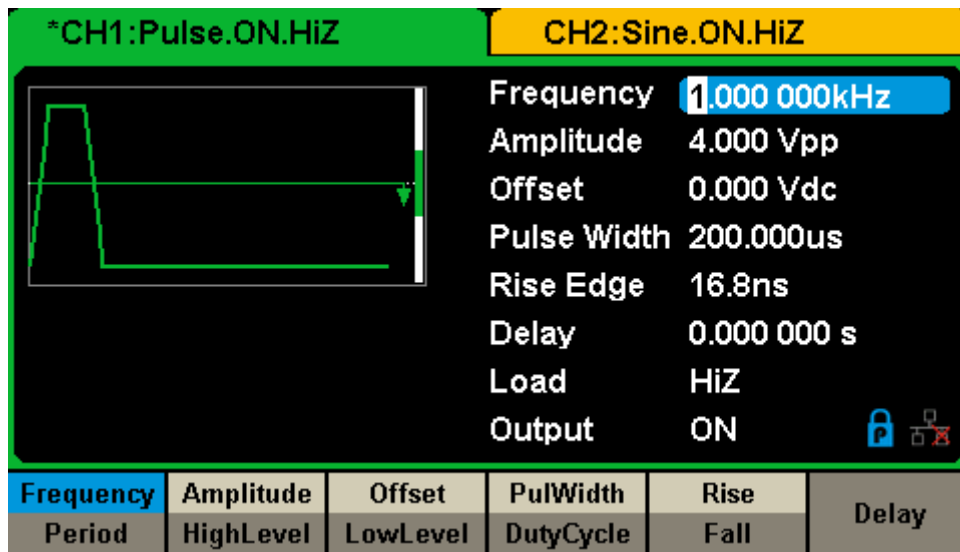 *CH1:Pulse.ON.HiZ
CH2:Sine.ON.HiZ
Frequency 1.000 000kHz
Amplitude 4.000 Vpp
Offset 0.000 Vdc
Pulse Width 200.000us
Rise Edge 16.8ns
Delay 0.000 000 s
Load HiZ
Output ON
P
Frequency Amplitude Offset PulWidth Rise Delay
Period HighLevel LowLevel DutyCycle Fall